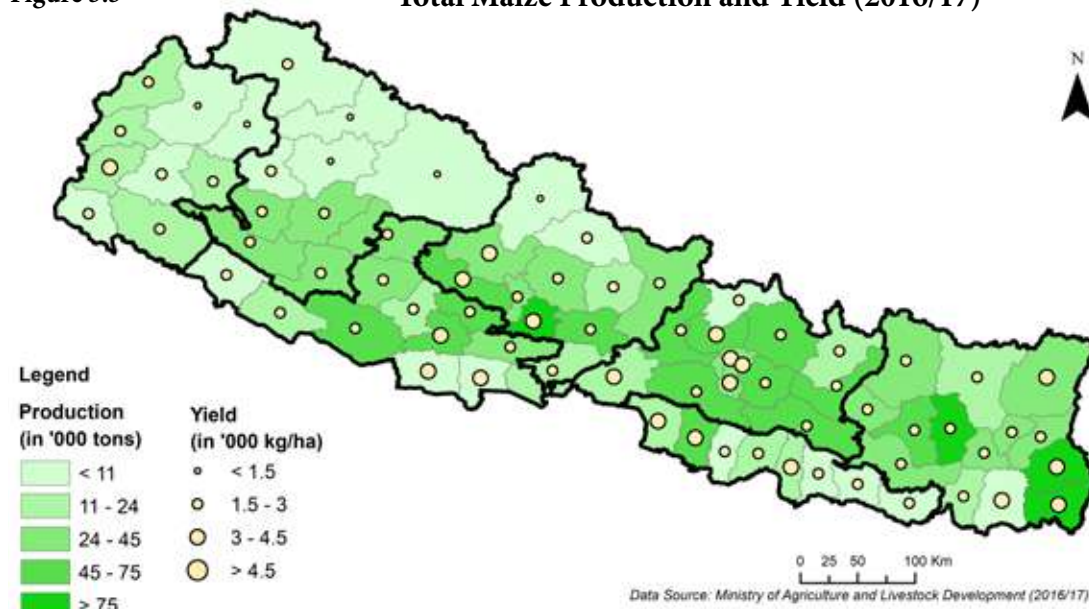 Figure
Total Maize Production and Yield (2016/17)
N
Legend
Production
(in '000 tons)
< 11
11 - 24
24 - 45
45 - 75
> 75
Yield
(in '000 kg/ha)
< 1.5
1.5 - 3
3 - 4.5
> 4.5
0 25 50 100 Km
Data Source: Ministry of Agriculture and Livestock Development (2016/17)